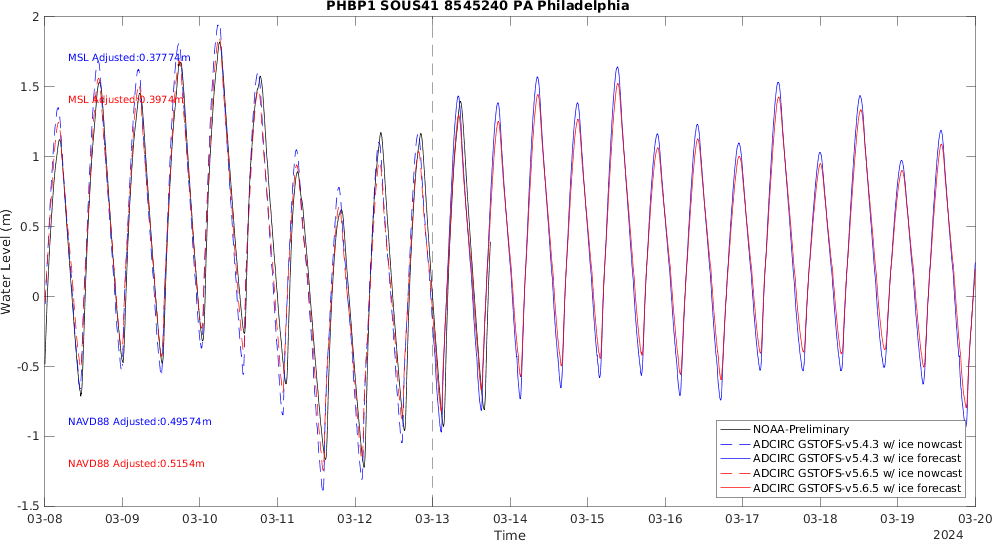 PHBP1 SOUS41 8545240 PA Philadelphia
2
1.5
1
0.5
0
-0.5
-1
-1.5
Water Level (m)
MSL Adjusted:0.37774m
MSL Adjusted:0.3974m
NAVD88 Adjusted:0.49574m
NAVD88 Adjusted:0.5154m
NOAA-Preliminary
ADCIRC GSTOFS-v5.4.3 w/ ice nowcast
ADCIRC GSTOFS-v5.4.3 w/ ice forecast
ADCIRC GSTOFS-v5.6.5 w/ ice nowcast
ADCIRC GSTOFS-v5.6.5 w/ ice forecast
03-08 03-09 03-10 03-11 03-12 03-13 03-14 03-15 03-16 03-17 03-18 03-19 03-20
Time
2024